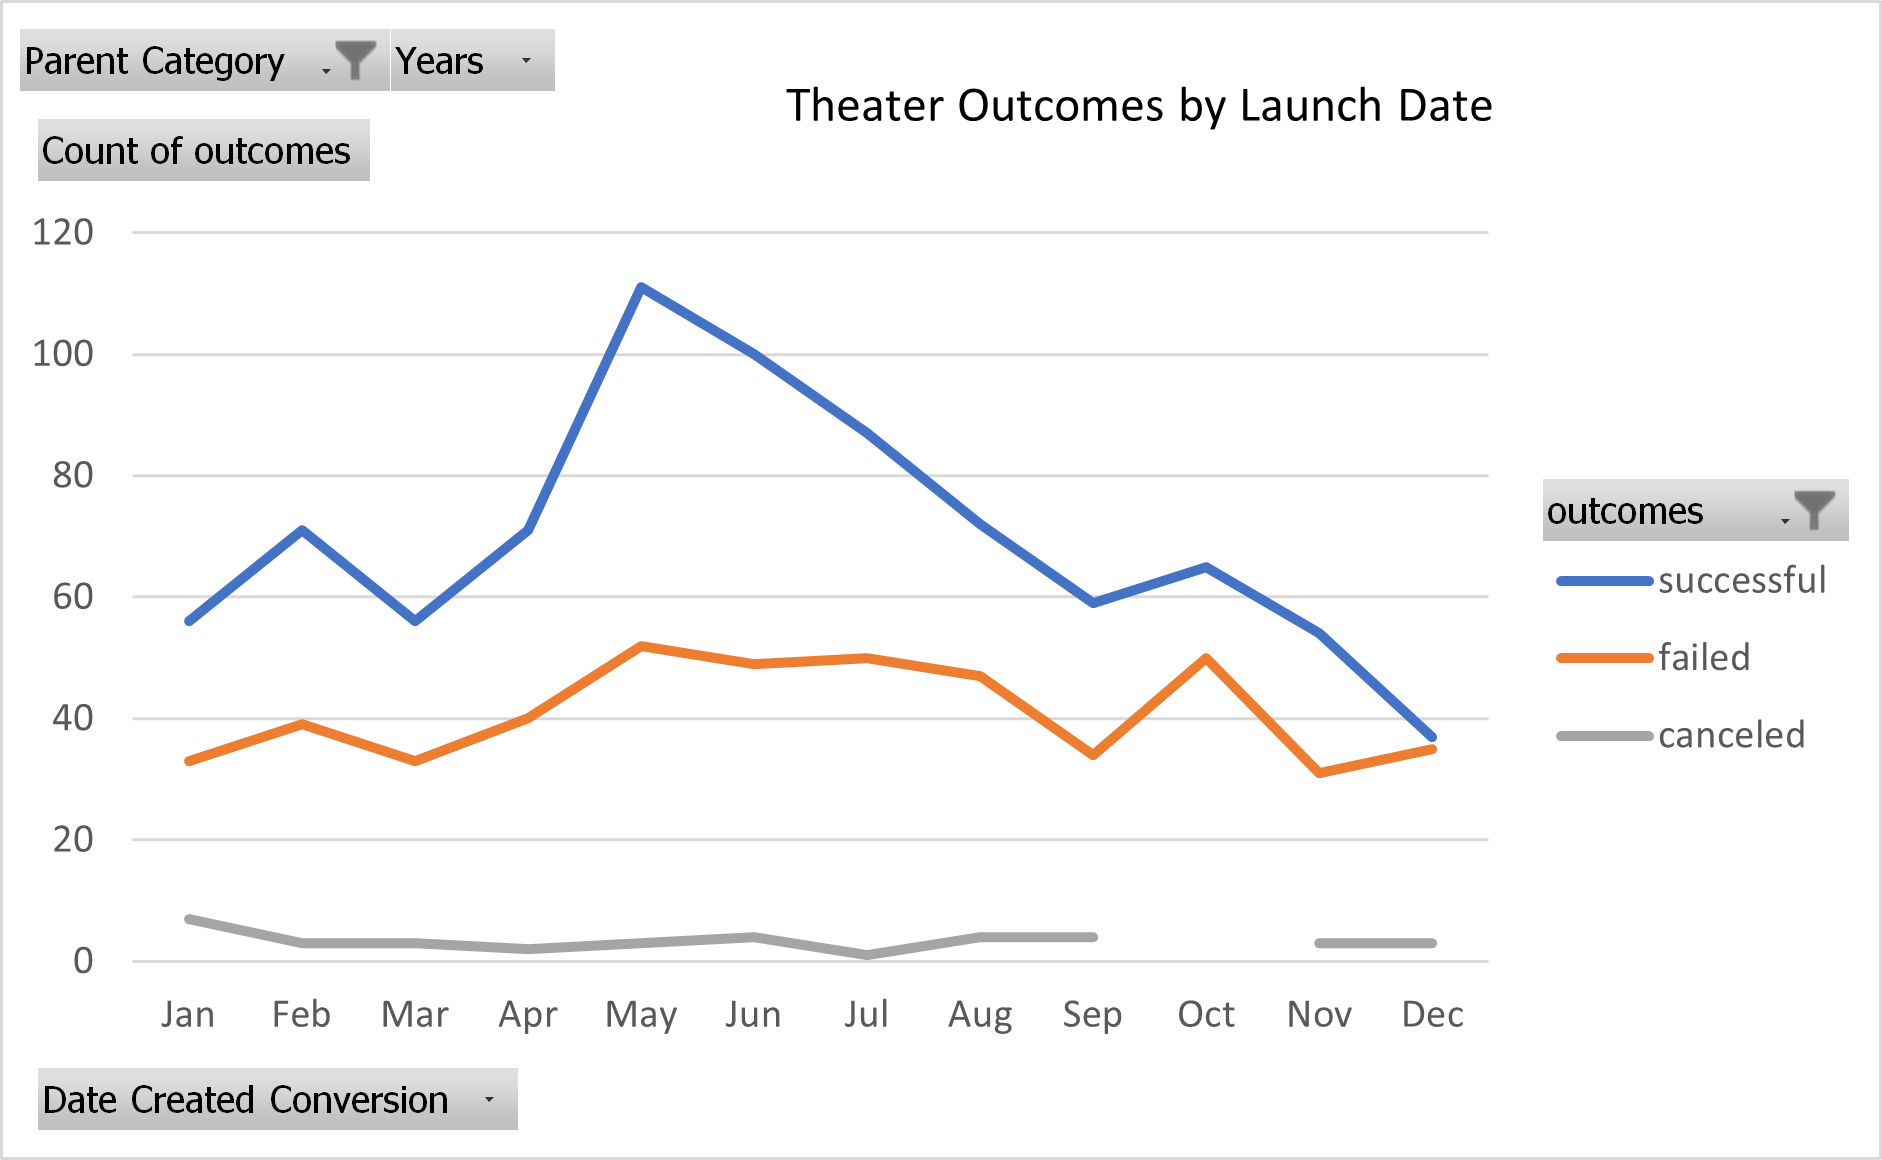 Parent Category Years
Theater Outcomes by Launch Date
Count of outcomes
120
100
80
60
40
20
0
outcomes
successful
failed
canceled
Jan Feb Mar Apr May Jun Jul Aug Sep Oct Nov Dec
Date Created Conversion